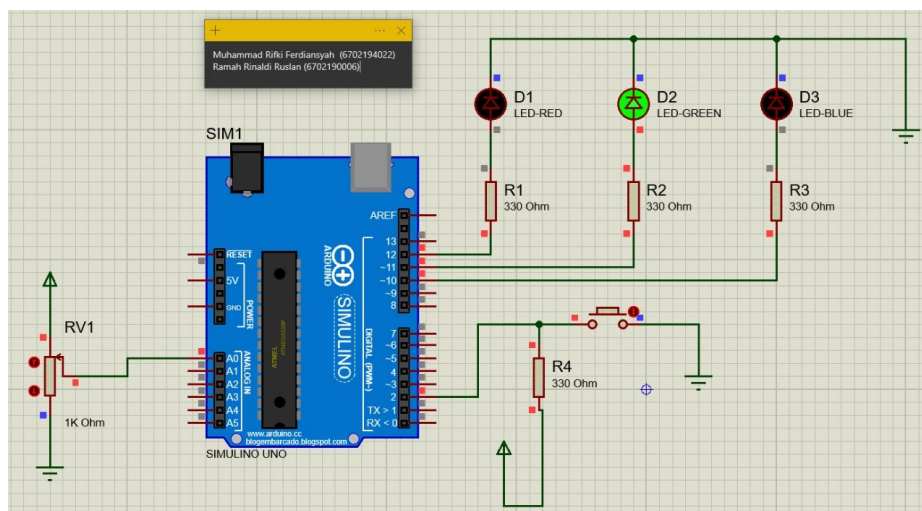 Muhammad Rifki Ferdiansyah (6702194022)
Ramah Rinaldi Ruslan (6702190006)
D1
LED-RED
D2
LED-GREEN
D3
LED-BLUE
SIM1
R1
330 Ohm
R2
330 Ohm
R3
330 Ohm
AREF
13
12
~11
~10
~9
8
RESET
5V
GND
POWER
ARDUINO
SIMULINO
ATMEL
DIGITAL (PWM~)
7
~6
~5
4
~3
2
TX > 1
RX < 0
RV1
1K Ohm
A0
A1
A2
A3
A4
A5
ANALOG IN
R4
330 Ohm
www.arduino.cc
blogembarcado.blogspot.com
SIMULINO UNO